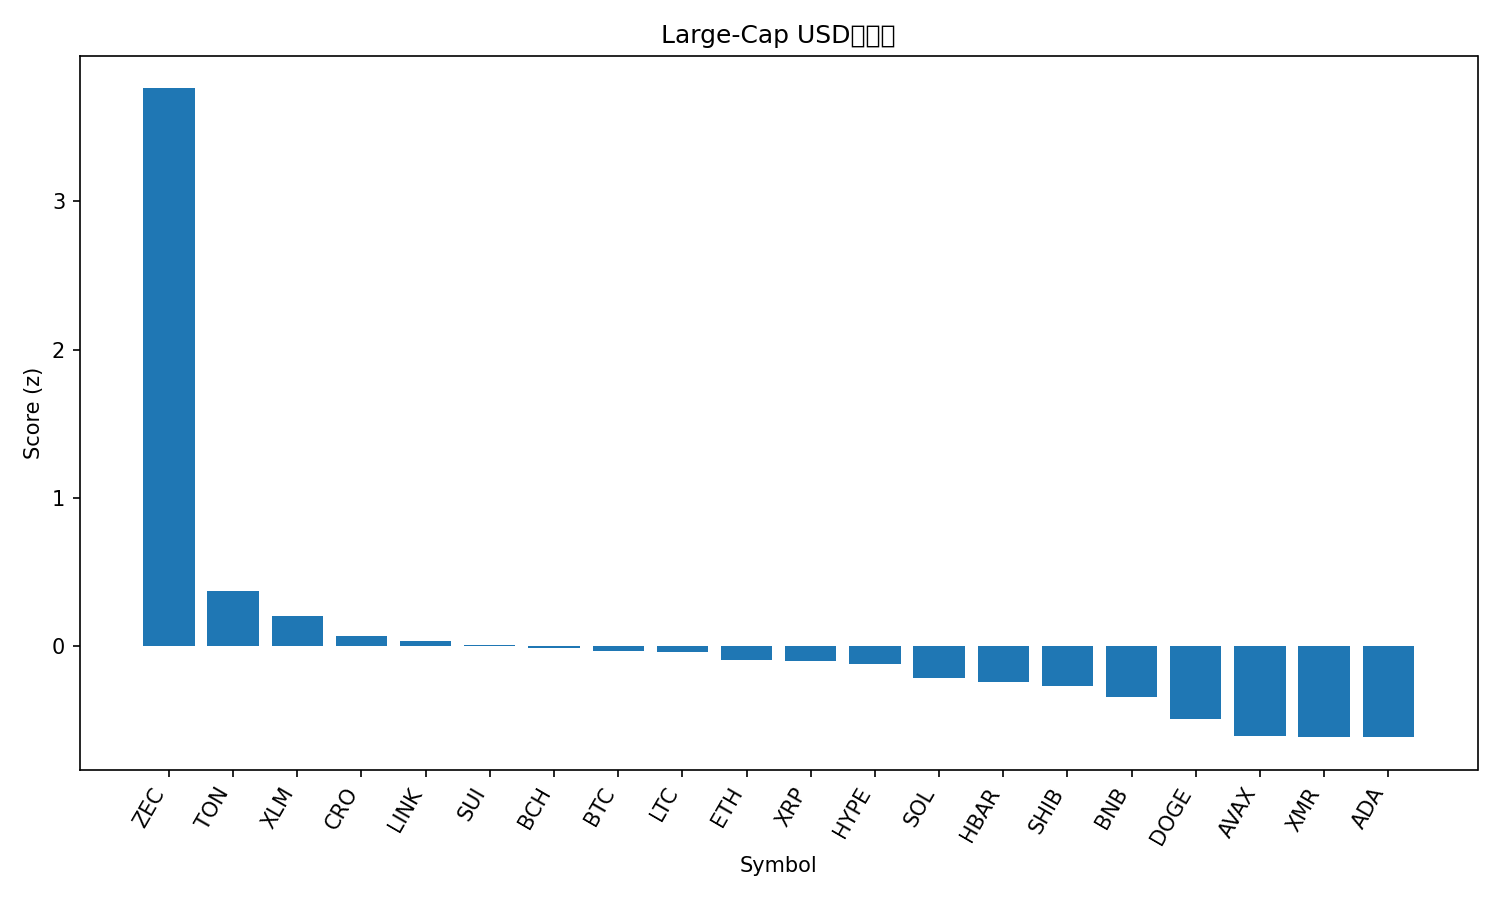 Large-Cap USD
Score (z)
3
2
1
0
ZEC
TON
XLM
CRO
LINK
SUI
BCH
BTC
LTC
ETH
XRP
HYPE
SOL
HBAR
SHIB
BNB
DOGE
AVAX
XMR
ADA
Symbol